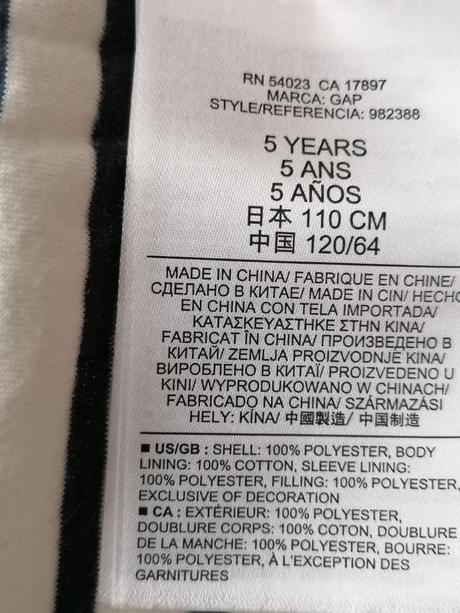 RN 54023 CA 17897
MARCA: GAP
STYLE/REFERENCIA: 982388
5 YEARS
5 ANS
5 AÑOS
日本 110 CM
中国 120/64
MADE IN CHINA/ FABRIQUE EN CHINE/
СДЕЛАНО В КИТАЕ/ MADE IN CIN/ HECHO
EN CHINA CON TELA IMPORTADA/
ΚΑΤΑΣΚΕΥΑΣΤΗΚΕ ΣΤΗΝ ΚΙΝΑ/
FABRICAT ÎN CHINA/ ПРОИЗВЕДЕНО В
КИТАЙ/ ZEMLJA PROIZVODNJE KINA/
ВИРОБЛЕНО В КИТАЇ/ PROIZVEDENO U
KINI/ WYPRODUKOWANO W CHINACH/
FABRICADO NA CHINA/ SZÁRMAZÁSI
HELY: KÍNA/ 中國製造/ 中国制造
■ US/GB : SHELL: 100% POLYESTER, BODY
LINING: 100% COTTON, SLEEVE LINING:
100% POLYESTER, FILLING: 100% POLYESTER,
EXCLUSIVE OF DECORATION
■ CA : EXTÉRIEUR: 100% POLYESTER,
DOUBLURE CORPS: 100% COTON, DOUBLURE
DE LA MANCHE: 100% POLYESTER, BOURRE:
100% POLYESTER, À L'EXCEPTION DES
GARNITURES